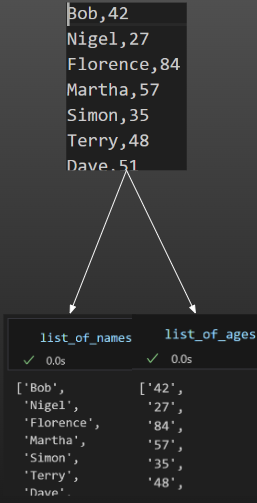 Bob,42
Nigel,27
Florence,84
Martha,57
Simon,35
Terry,48
Dave,51
list_of_names
0.0s
['Bob',
'Nigel',
'Florence',
'Martha',
'Simon',
'Terry',
'Dave',
list_of_ages
0.0s
['42',
'27',
'84',
'57',
'35',
'48',